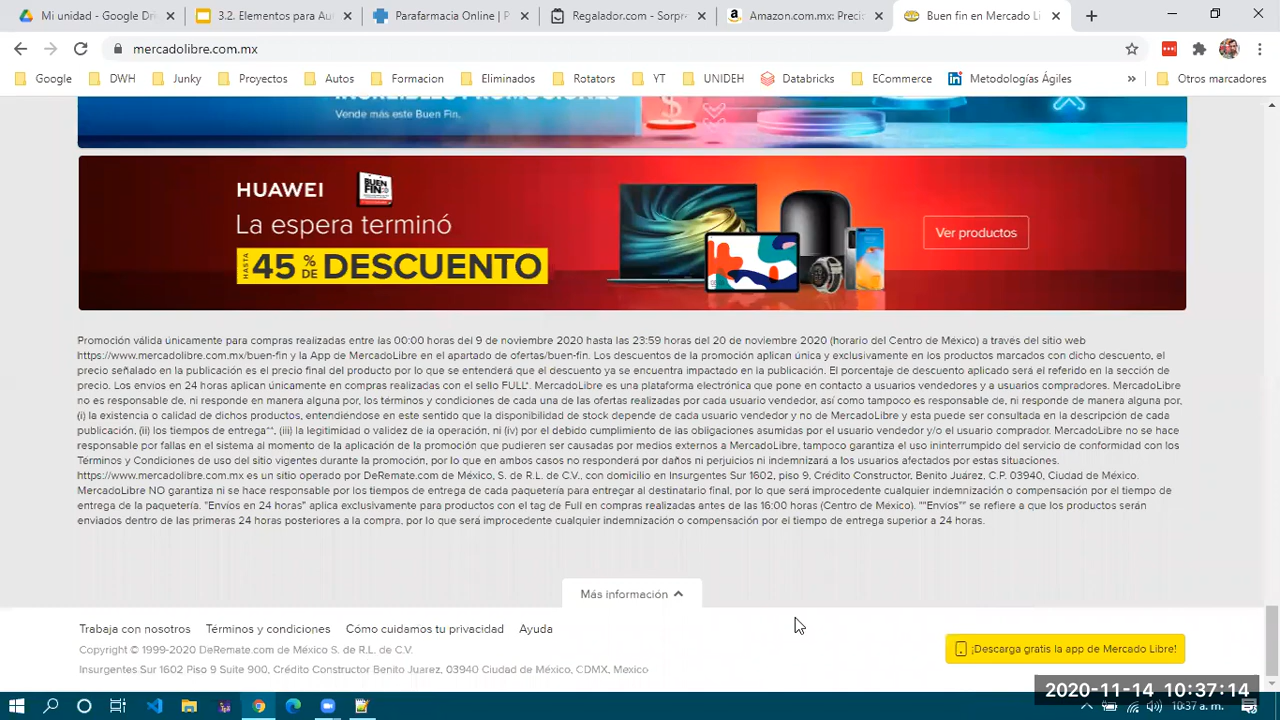 Mi unidad - Google Dri
3.2. Elementos para Au
Parafarmacia Online | P
Regalador.com - Sorpre
Amazon.com.mx: Precio
Buen fin en Mercado Li
mercadolibre.com.mx
Google
DWH
Junky
Proyectos
Autos
Formacion
Eliminados
Rotators
YT
UNIDEH
Databricks
ECommerce
Metodologías Ágiles
»
Otros marcadores
INCREÍBLES PROMOCIONES
Vende más este Buen Fin.
HUAWEI
BUEN FIN
La espera terminó
HASTA 45 % DE DESCUENTO
Ver productos
Promoción válida únicamente para compras realizadas entre las 00:00 horas del 9 de noviembre 2020 hasta las 23:59 horas del 20 de noviembre 2020 (horario del Centro de México) a través del sitio web
https://www.mercadolibre.com.mx/buen-fin y la App de MercadoLibre en el apartado de ofertas/buen-fin. Los descuentos de la promoción aplican única y exclusivamente en los productos marcados con dicho descuento, el
precio señalado en la publicación es el precio final del producto por lo que se entenderá que el descuento ya se encuentra impactado en la publicación. El porcentaje de descuento aplicado será el referido en la sección de
precio. Los envíos en 24 horas aplican únicamente en compras realizadas con el sello FULL*. MercadoLibre es una plataforma electrónica que pone en contacto a usuarios vendedores y a usuarios compradores. MercadoLibre
no es responsable de, ni responde en manera alguna por, los términos y condiciones de cada una de las ofertas realizadas por cada usuario vendedor, así como tampoco es responsable de, ni responde de manera alguna por,
(i) la existencia o calidad de dichos productos, entendiendose en este sentido que la disponibilidad de stock depende de cada usuario vendedor y no de MercadoLibre y esta puede ser consultada en la descripción de cada
publicación, (ii) los tiempos de entrega**, (iii) la legitimidad o validez de la operación, ni (iv) por el debido cumplimiento de las obligaciones asumidas por el usuario vendedor y/o el usuario comprador. MercadoLibre no se hace
responsable por fallas en el sistema al momento de la aplicación de la promoción que pudieren ser causadas por medios externos a MercadoLibre, tampoco garantiza el uso ininterrumpido del servicio de conformidad con los
Términos y Condiciones de uso del sitio vigentes durante la promoción, por lo que en ambos casos no responderá por daños ni perjuicios ni indemnizará a los usuarios afectados por estas situaciones.
https://www.mercadolibre.com.mx es un sitio operado por DeRemate.com de México, S. de R.L. de C.V., con domicilio en Insurgentes Sur 1602, piso 9, Crédito Constructor, Benito Juárez, C.P. 03940, Ciudad de México.
MercadoLibre NO garantiza ni se hace responsable por los tiempos de entrega de cada paquetería para entregar al destinatario final, por lo que será improcedente cualquier indemnización o compensación por el tiempo de
entrega de la paquetería. "Envíos en 24 horas" aplica exclusivamente para productos con el tag de Full en compras realizadas antes de las 16:00 horas (Centro de México). "*Envíos*" se refiere a que los productos serán
enviados dentro de las primeras 24 horas posteriores a la compra, por lo que será improcedente cualquier indemnización o compensación por el tiempo de entrega superior a 24 horas.
Más información
Trabaja con nosotros
Términos y condiciones
Cómo cuidamos tu privacidad
Ayuda
Copyright © 1999-2020 DeRemate.com de México S. de R.L. de C.V.
Insurgentes Sur 1602 Piso 9 Suite 900, Crédito Constructor Benito Juarez, 03940 Ciudad de México, CDMX, Mexico
¡Descarga gratis la app de Mercado Libre!
2020-11-14 10:37:14
10:37 a. m.